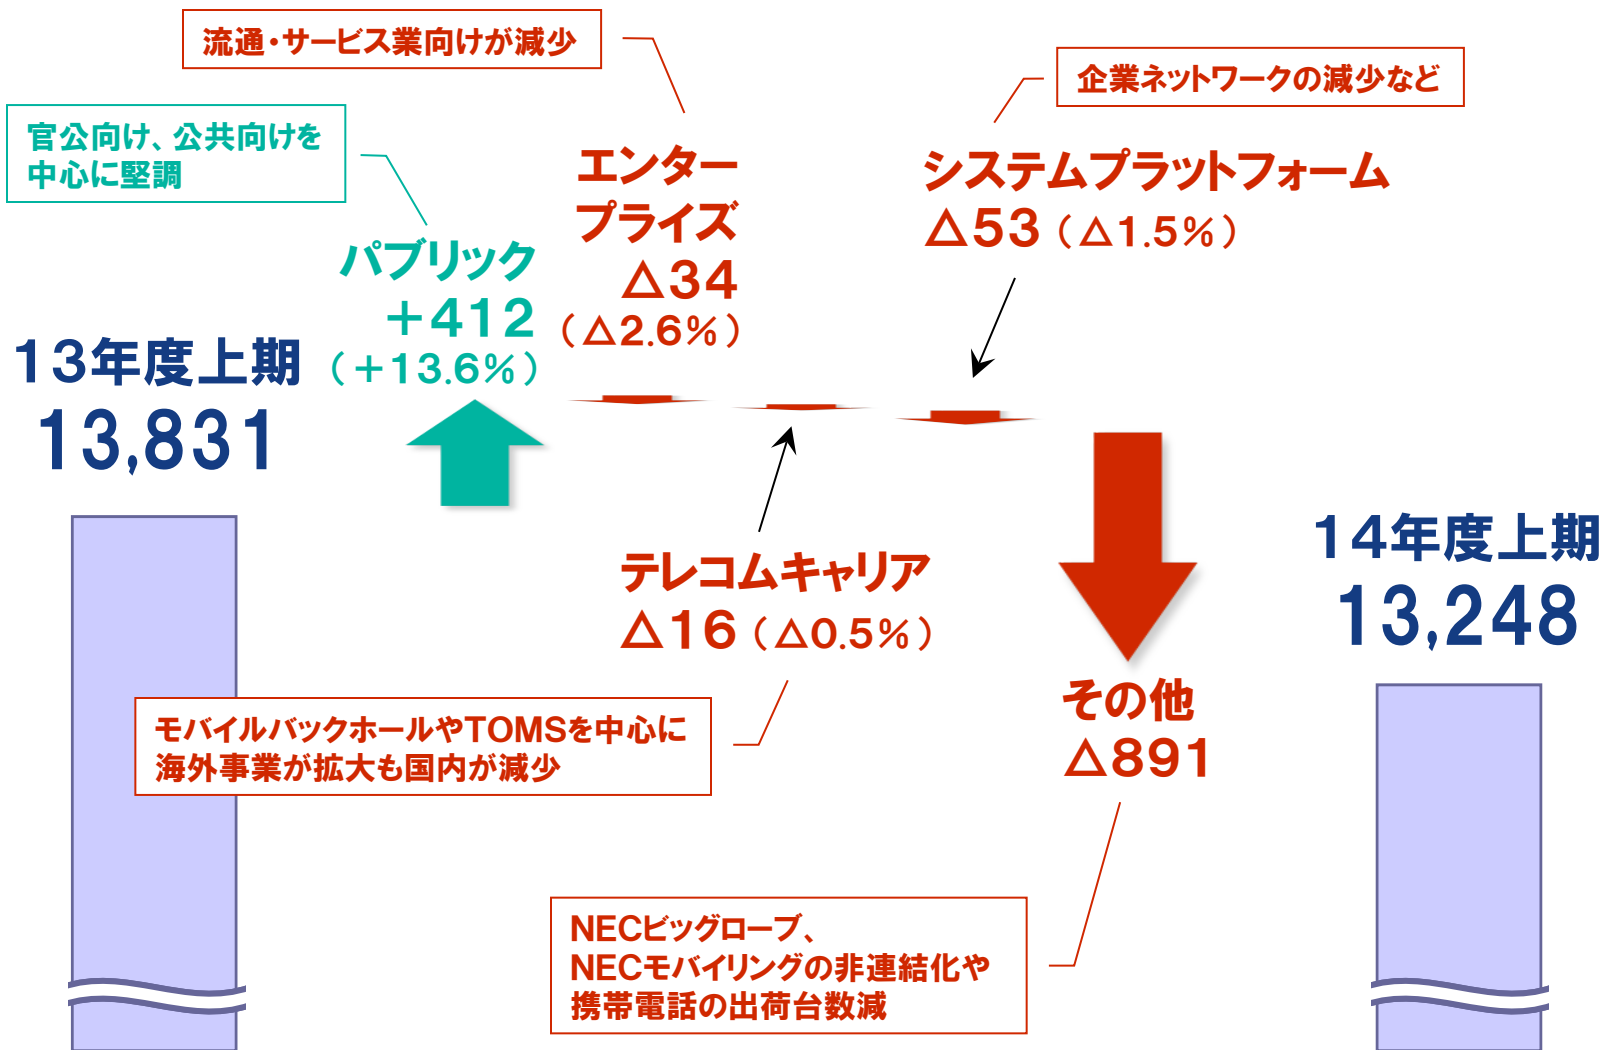 流通・サービス業向けが減少
企業ネットワークの減少など
官公向け、公共向けを
中心に堅調
エンター
プライズ
△34
(△2.6%)
システムプラットフォーム
△53(△1.5%)
パブリック
+412
(+13.6%)
13年度上期
13,831
14年度上期
13,248
テレコムキャリア
△16(△0.5%)
モバイルバックホールやTOMSを中心に
海外事業が拡大も国内が減少
その他
△891
NECビッグローブ、
NECモバイリングの非連結化や
携帯電話の出荷台数減